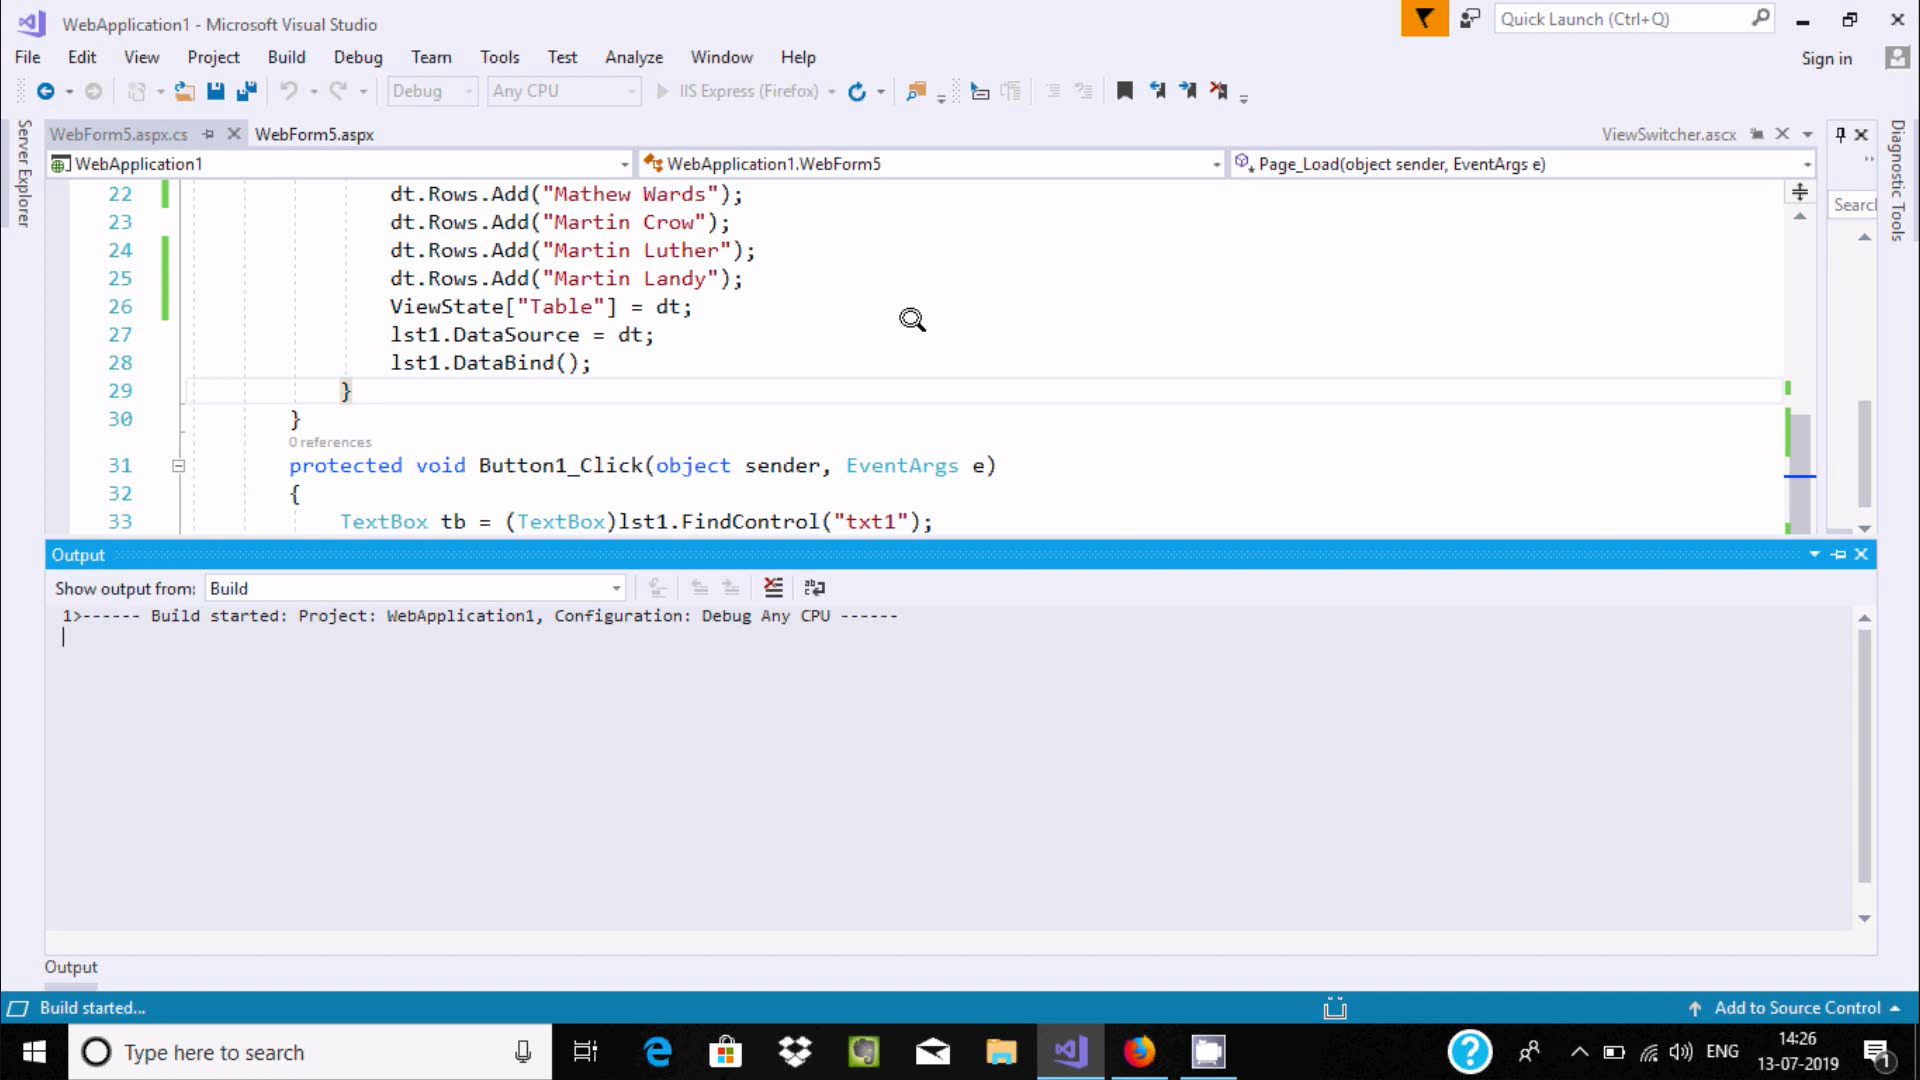 WebApplication1 - Microsoft Visual Studio
Quick Launch (Ctrl+Q)
File Edit View Project Build Debug Team Tools Test Analyze Window Help
Sign in
Debug Any CPU IIS Express (Firefox)
Server Explorer
WebForm5.aspx.cs WebForm5.aspx ViewSwitcher.ascx
Diagnostic Tools
WebApplication1 WebApplication1.WebForm5 Page_Load(object sender, EventArgs e)
Searc
22 dt.Rows.Add("Mathew Wards");
23 dt.Rows.Add("Martin Crow");
24 dt.Rows.Add("Martin Luther");
25 dt.Rows.Add("Martin Landy");
26 ViewState["Table"] = dt;
27 lst1.DataSource = dt;
28 lst1.DataBind();
29 }
30 }
0 references
31 protected void Button1_Click(object sender, EventArgs e)
32 {
33 TextBox tb = (TextBox)lst1.FindControl("txt1");
Output
Show output from: Build
1>------ Build started: Project: WebApplication1, Configuration: Debug Any CPU ------
Output
Build started...
Add to Source Control
Type here to search
ENG
14:26
13-07-2019
1